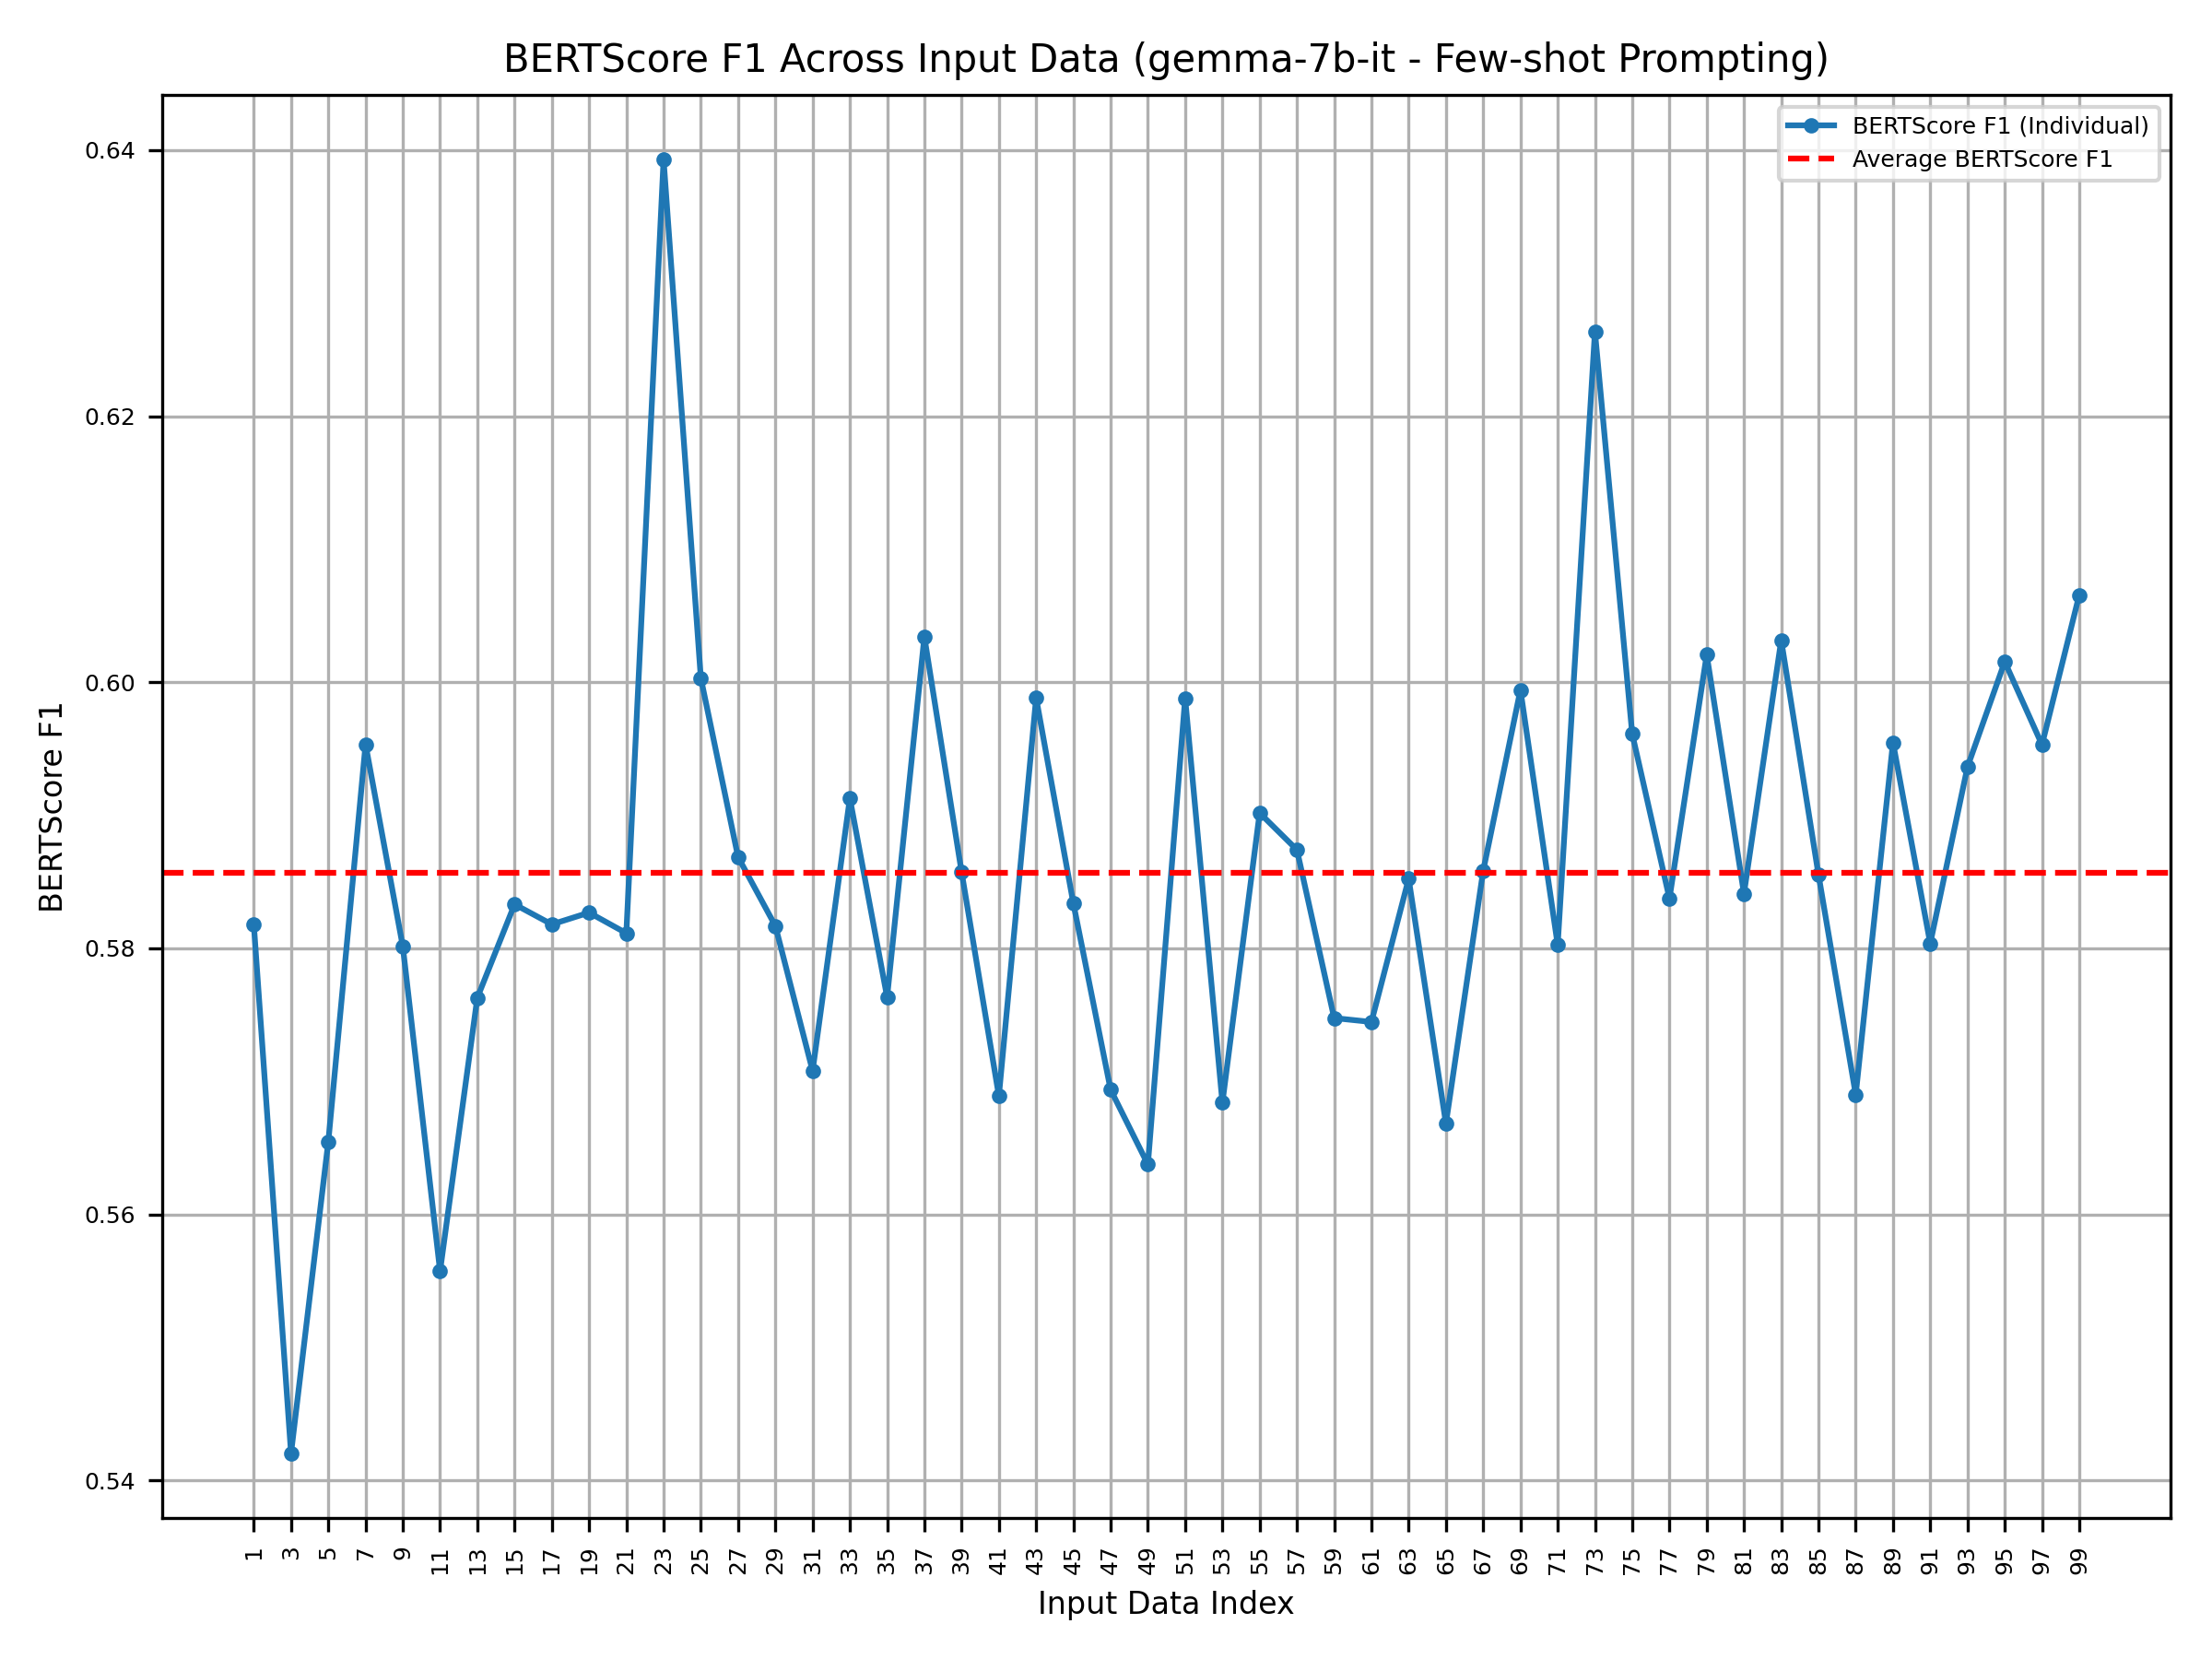 BERTScore F1 Across Input Data (gemma-7b-it - Few-shot Prompting)
BERTScore F1 (Individual)
Average BERTScore F1
BERTScore F1
0.64
0.62
0.60
0.58
0.56
0.54
1 3 5 7 9 11 13 15 17 19 21 23 25 27 29 31 33 35 37 39 41 43 45 47 49 51 53 55 57 59 61 63 65 67 69 71 73 75 77 79 81 83 85 87 89 91 93 95 97 99
Input Data Index